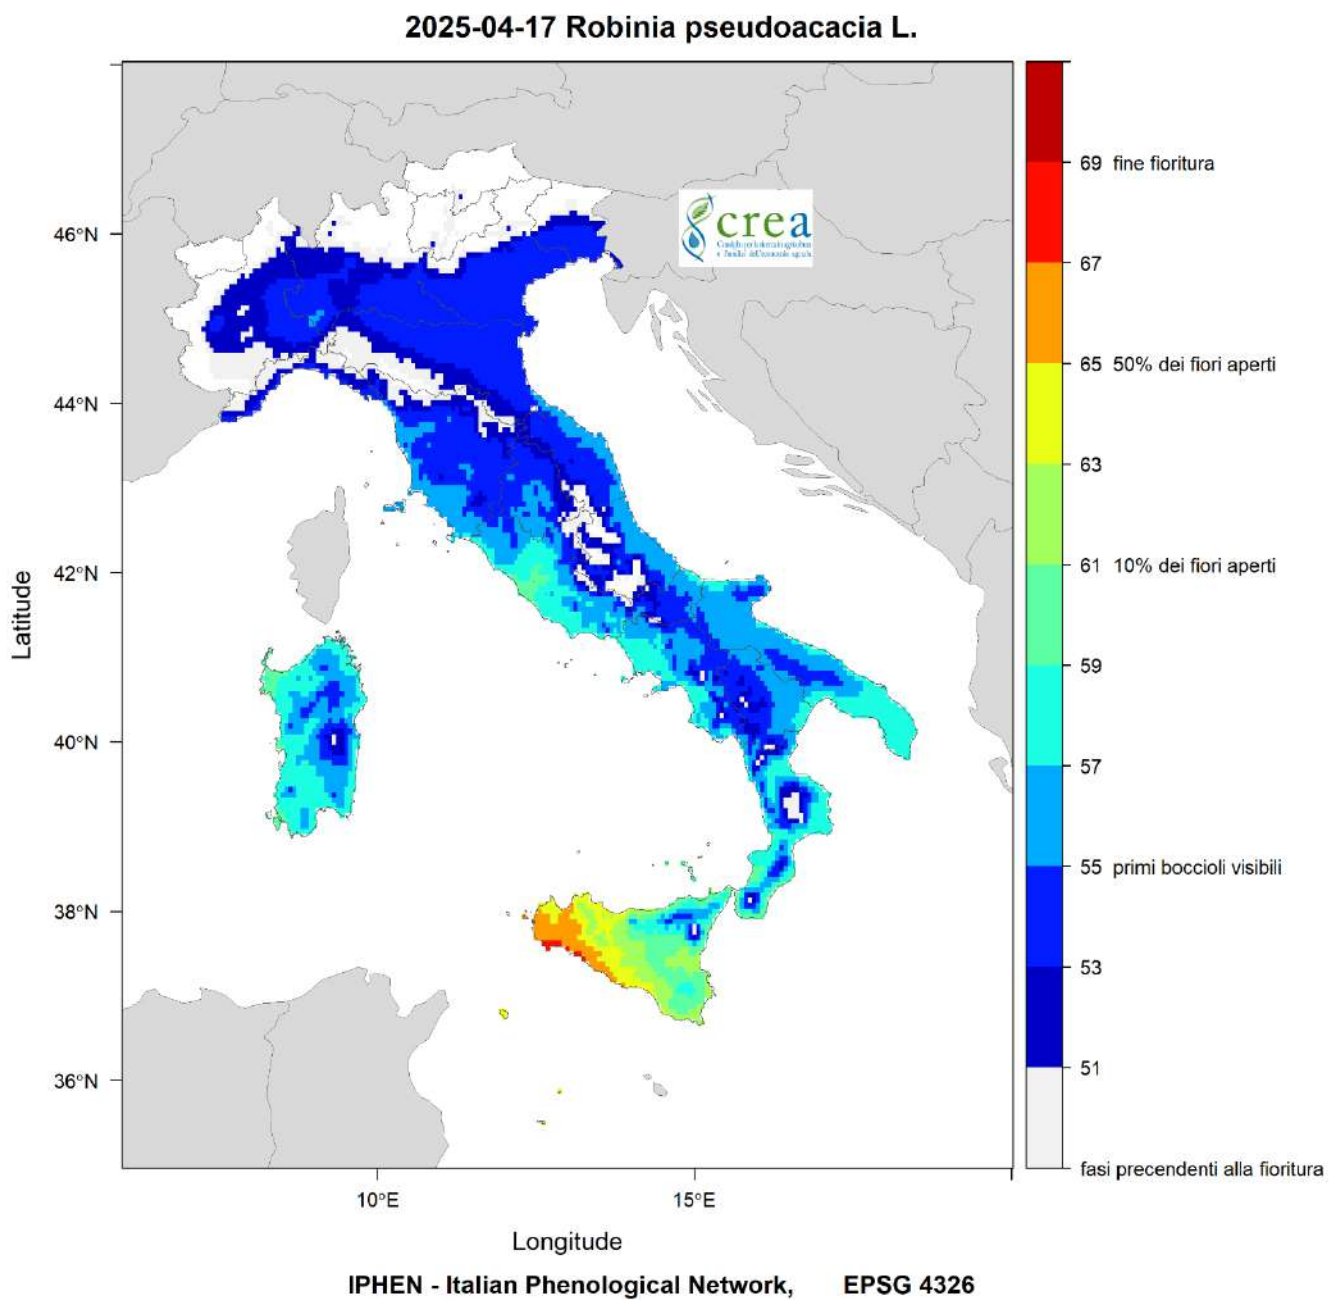 2025-04-17 Robinia pseudoacacia L.
46°N
44°N
42°N
40°N
38°N
36°N
Latitude
10°E
15°E
Longitude
crea
69 fine fioritura
67
65 50% dei fiori aperti
63
61 10% dei fiori aperti
59
57
55 primi boccioli visibili
53
51
fasi precendenti alla fioritura
IPHEN - Italian Phenological Network, EPSG 4326